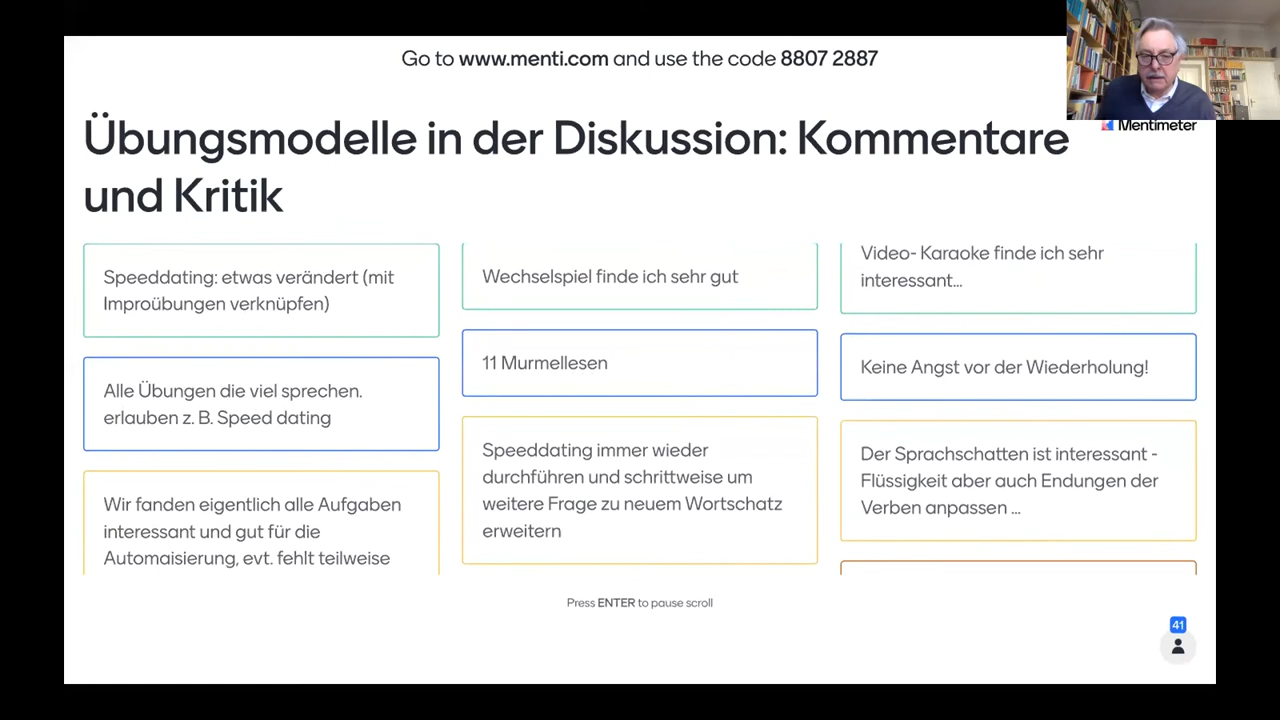 Go to www.menti.com and use the code 8807 2887
Mentimeter
Übungsmodelle in der Diskussion: Kommentare
und Kritik
Speeddating: etwas verändert (mit
Improübungen verknüpfen)
Alle Übungen die viel sprechen.
erlauben z. B. Speed dating
Wir fanden eigentlich alle Aufgaben
interessant und gut für die
Automaisierung, evt. fehlt teilweise
Wechselspiel finde ich sehr gut
11 Murmellesen
Speeddating immer wieder
durchführen und schrittweise um
weitere Frage zu neuem Wortschatz
erweitern
Video- Karaoke finde ich sehr
interessant...
Keine Angst vor der Wiederholung!
Der Sprachschatten ist interessant -
Flüssigkeit aber auch Endungen der
Verben anpassen ...
Press ENTER to pause scroll
41